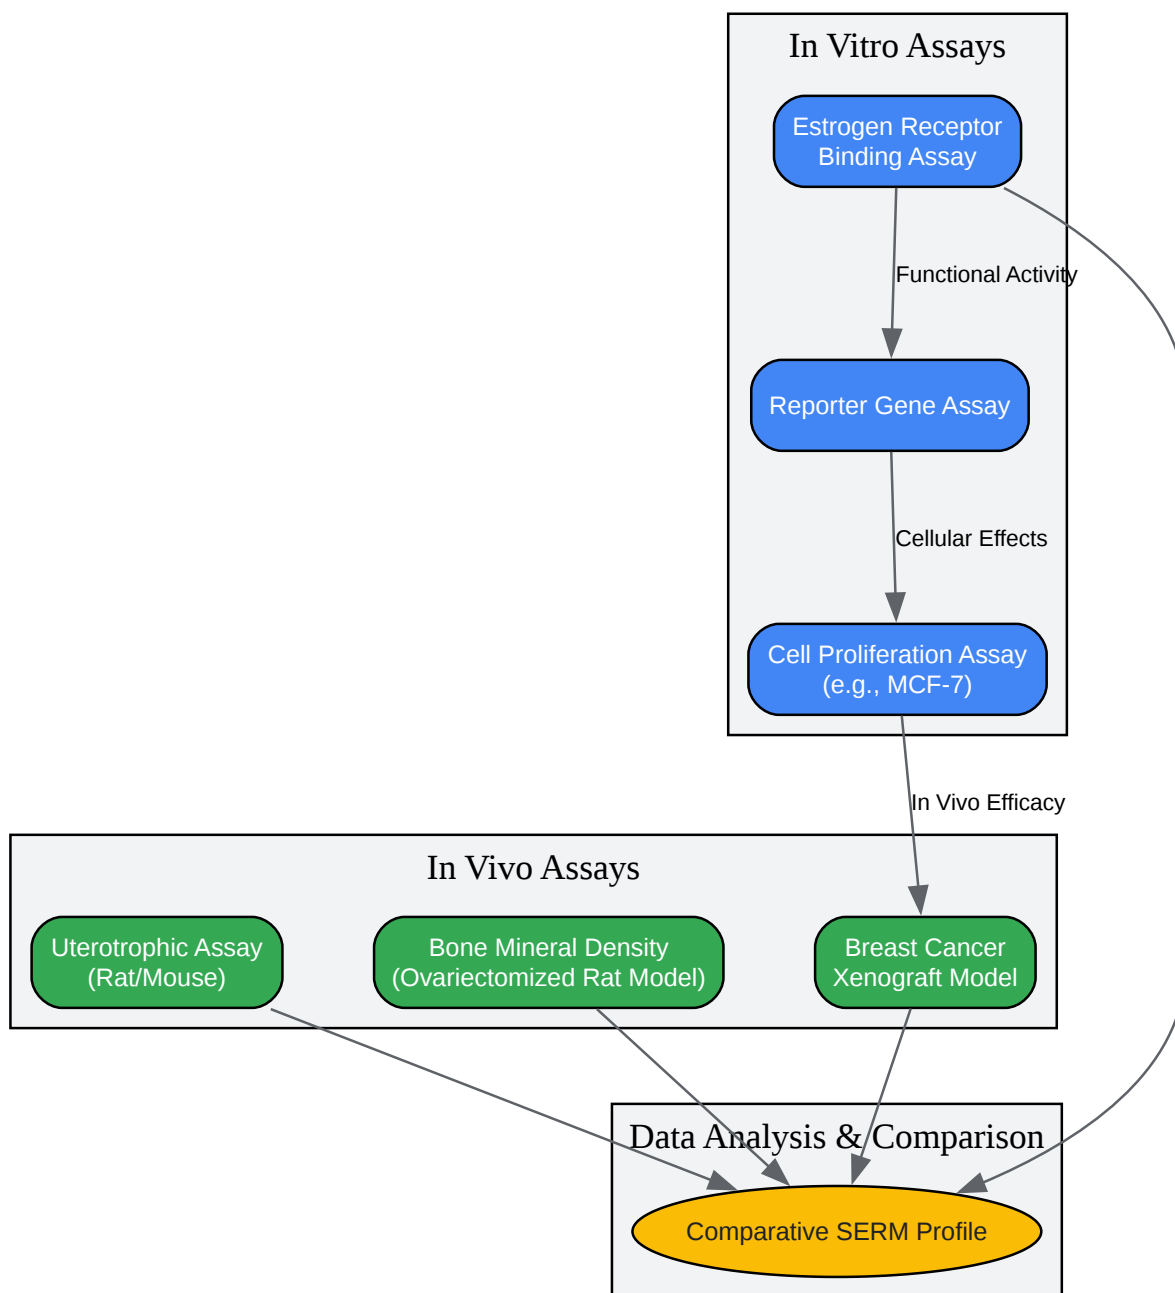 In Vitro Assays
Estrogen Receptor
Binding Assay
Functional Activity
Reporter Gene Assay
Cellular Effects
Cell Proliferation Assay
(e.g., MCF-7)
In Vivo Efficacy
In Vivo Assays
Uterotrophic Assay
(Rat/Mouse)
Bone Mineral Density
(Ovariectomized Rat Model)
Breast Cancer
Xenograft Model
Data Analysis & Comparison
Comparative SERM Profile